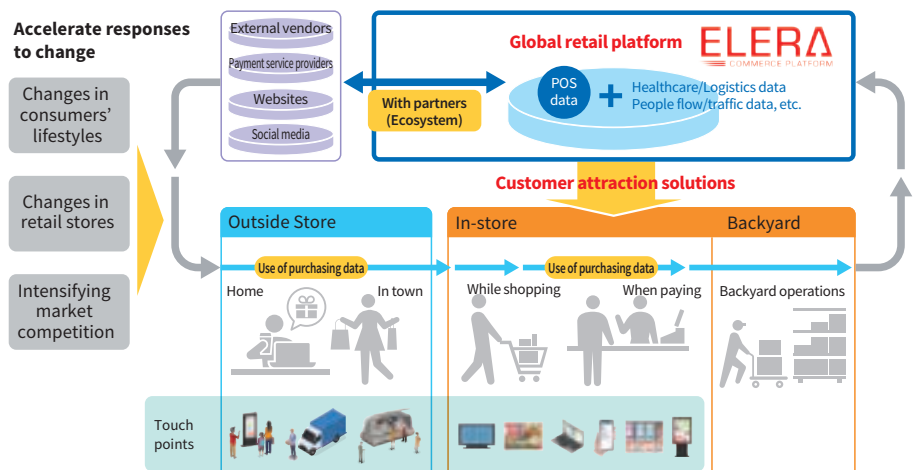 Accelerate responses
to change
Changes in
consumers’
lifestyles
Changes in
retail stores
Intensifying
market
competition
External vendors
Payment service providers
Websites
Social media
With partners
(Ecosystem)
Global retail platform
ELERA
COMMERCE PLATFORM
POS
data
+
Healthcare/Logistics data
People flow/traffic data, etc.
Customer attraction solutions
Outside Store
In-store
Backyard
Use of purchasing data
Use of purchasing data
Home
In town
While shopping
When paying
Backyard operations
Touch
points